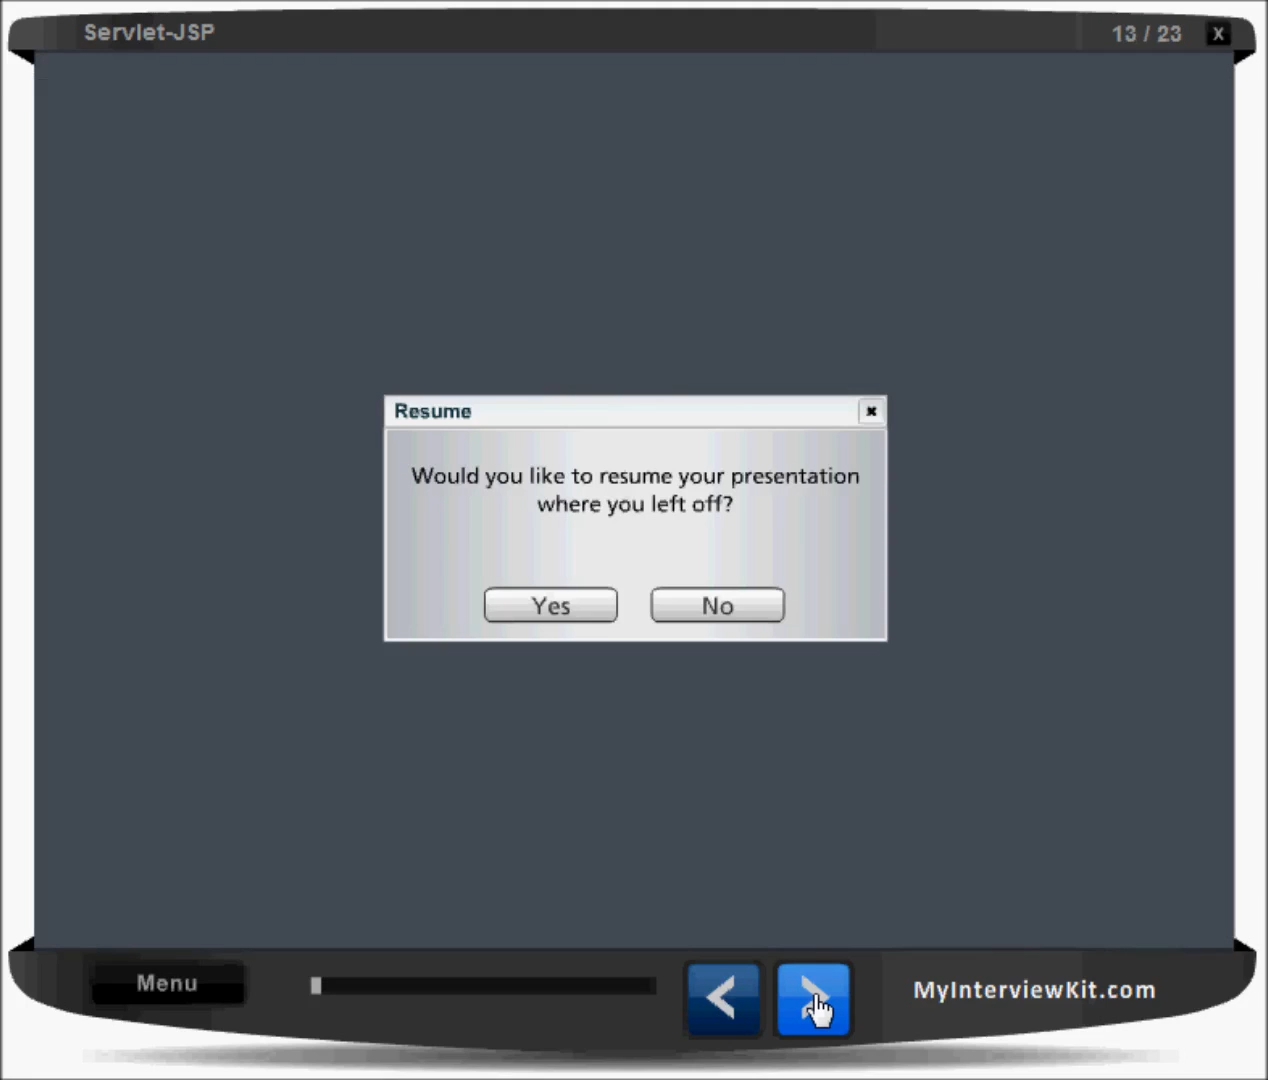 Servlet-JSP
13 / 23
X
Resume
Would you like to resume your presentation
where you left off?
Yes
No
Menu
MyInterviewKit.com